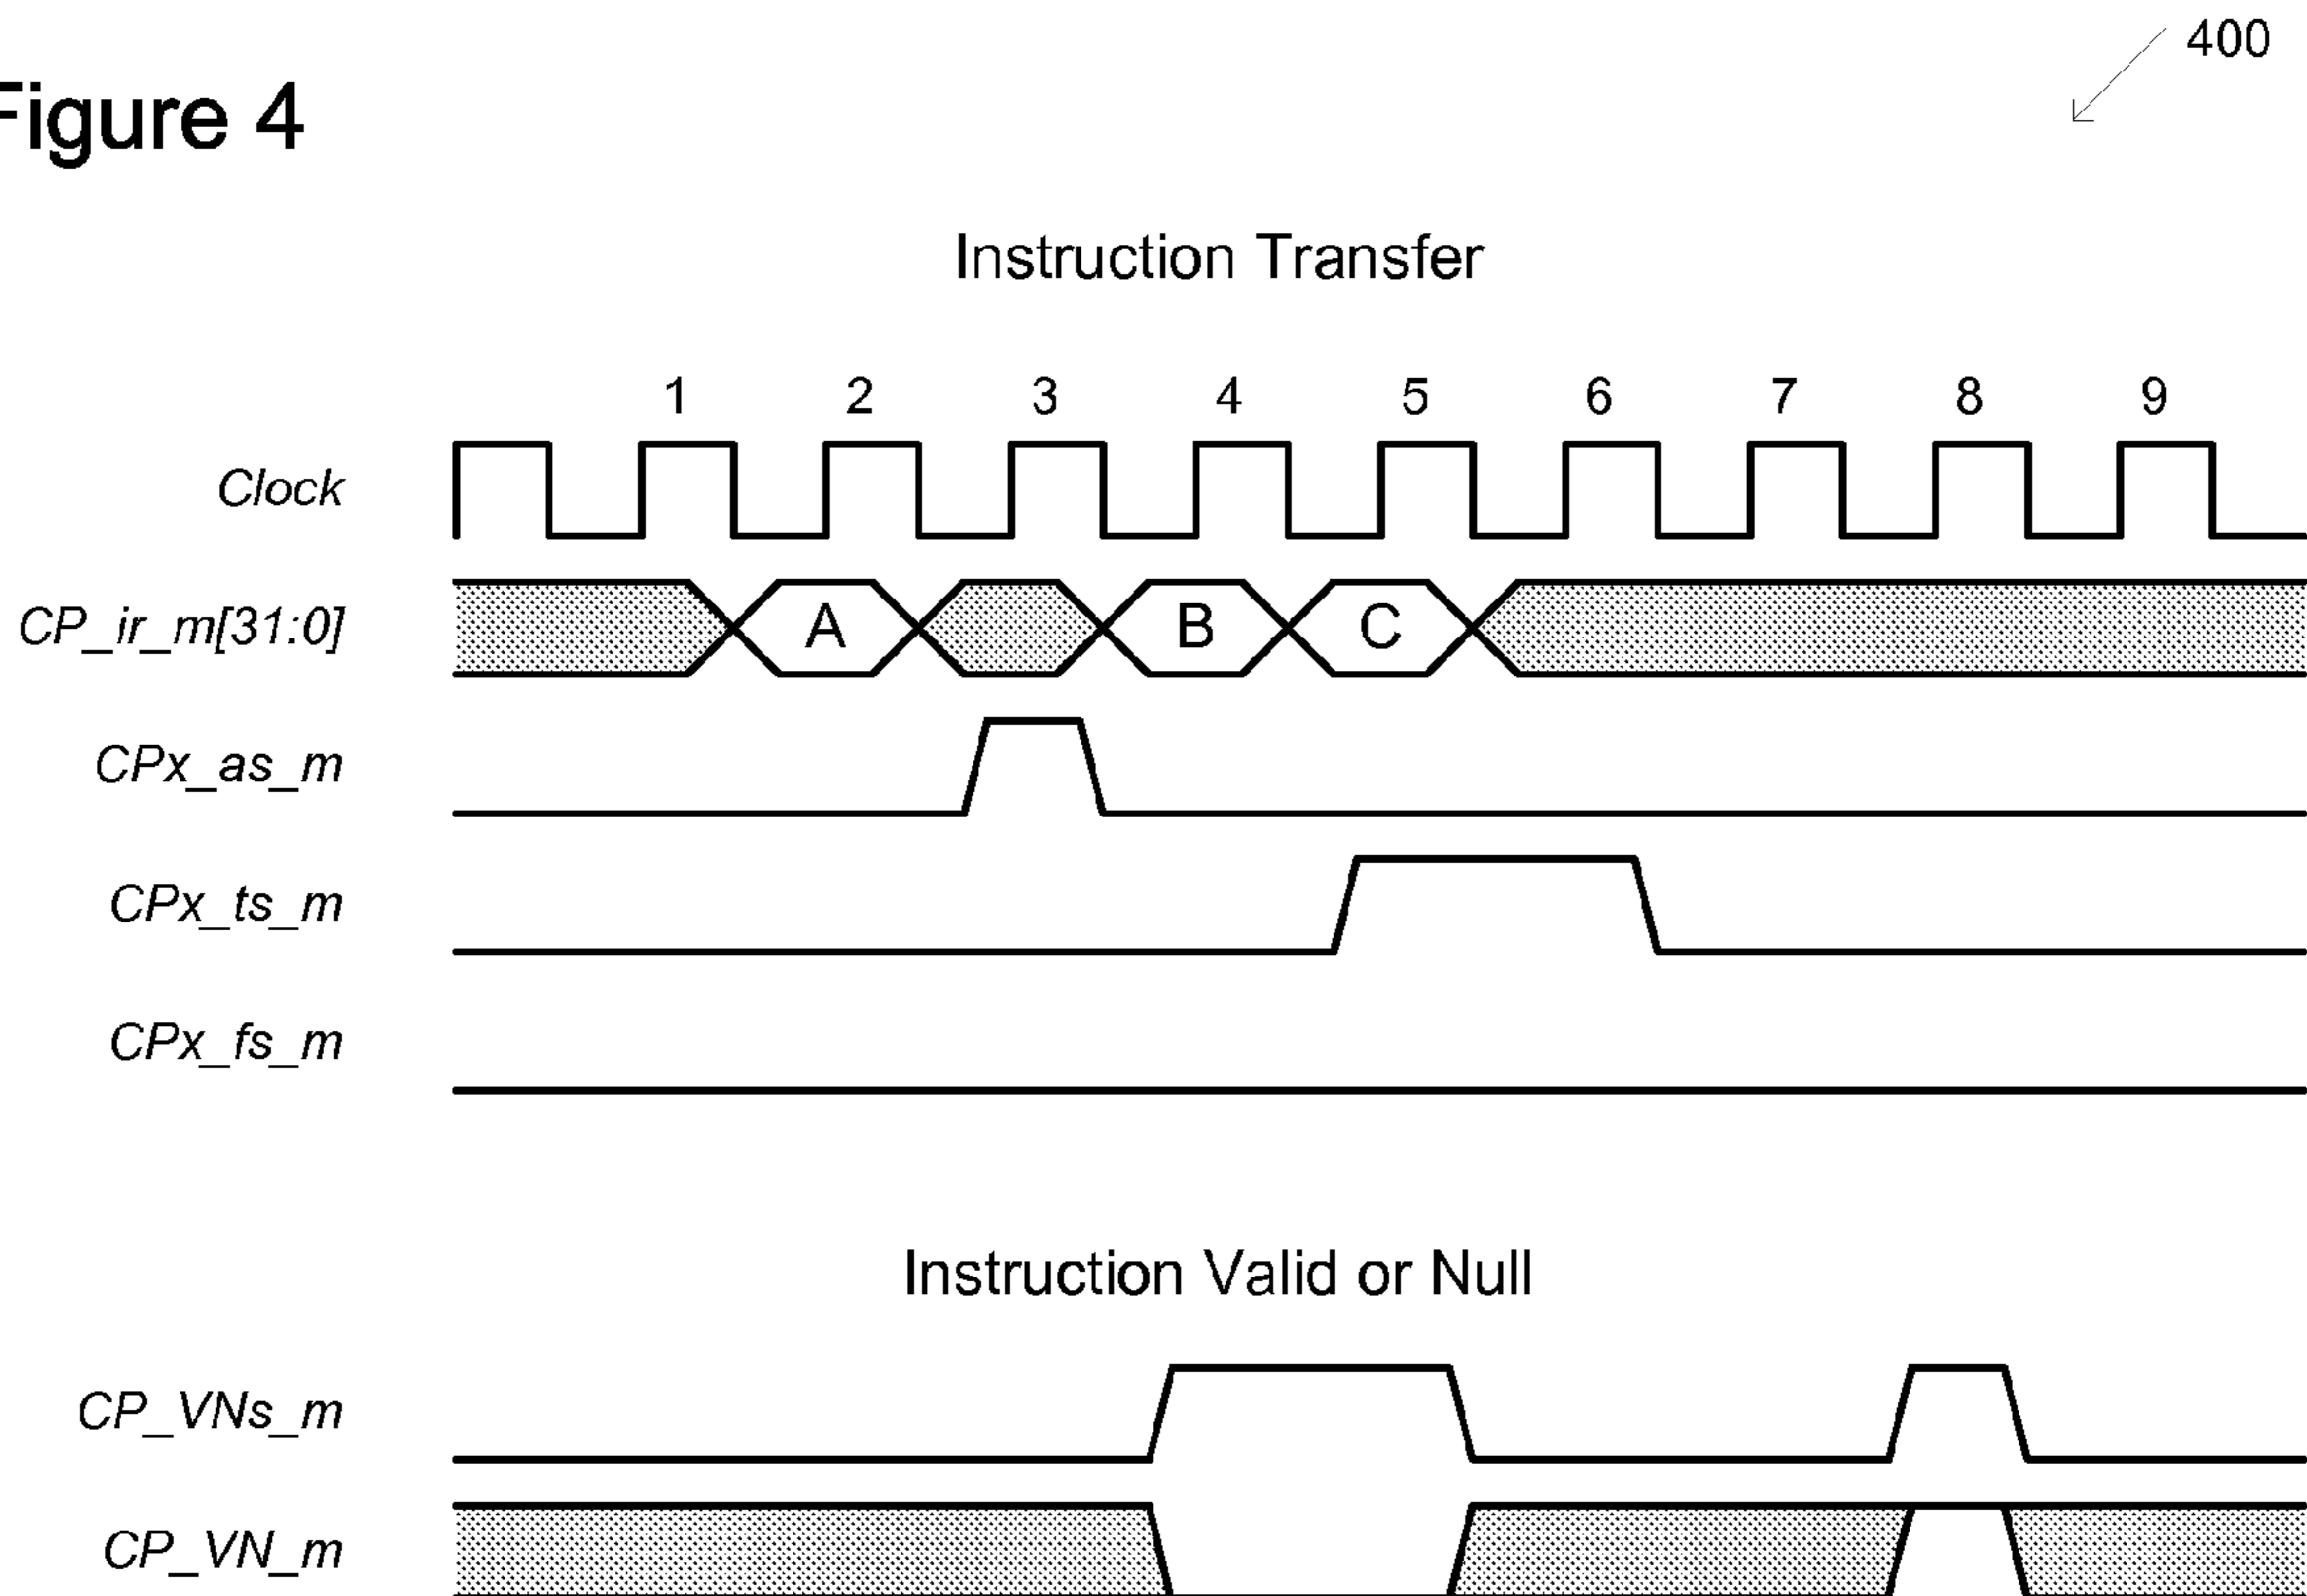 400
Figure 4
Instruction Transfer
1 2 3 4 5 6 7 8 9
Clock
CP_ir_m[31:0] A B C
CPx_as_m
CPx_ts_m
CPx_fs_m
Instruction Valid or Null
CP_VNs_m
CP_VN_m